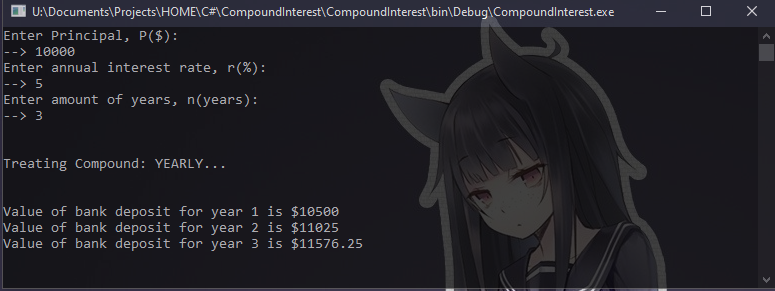 U:\Documents\Projects\HOME\C#\CompoundInterest\CompoundInterest\bin\Debug\CompoundInterest.exe
Enter Principal, P($):
--> 10000
Enter annual interest rate, r(%):
--> 5
Enter amount of years, n(years):
--> 3
Treating Compound: YEARLY...
Value of bank deposit for year 1 is $10500
Value of bank deposit for year 2 is $11025
Value of bank deposit for year 3 is $11576.25